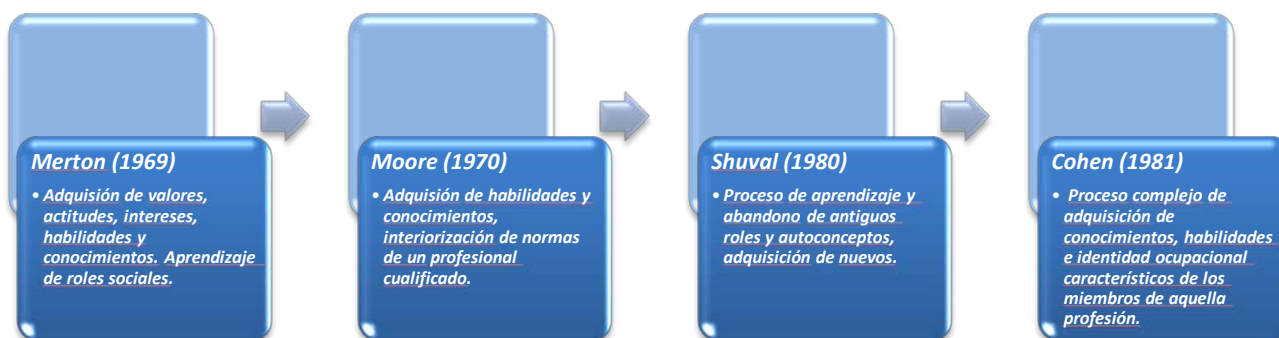 Merton (1969)
• Adquisión de valores,
actitudes, intereses,
habilidades y
conocimientos. Aprendizaje
de roles sociales.
Moore (1970)
• Adquisión de habilidades y
conocimientos,
interiorización de normas
de un profesional
cualificado.
Shuval (1980)
• Proceso de aprendizaje y
abandono de antiguos
roles y autoconceptos,
adquisición de nuevos.
Cohen (1981)
• Proceso complejo de
adquisición de
conocimientos, habilidades
e identidad ocupacional
característicos de los
miembros de aquella
profesión.